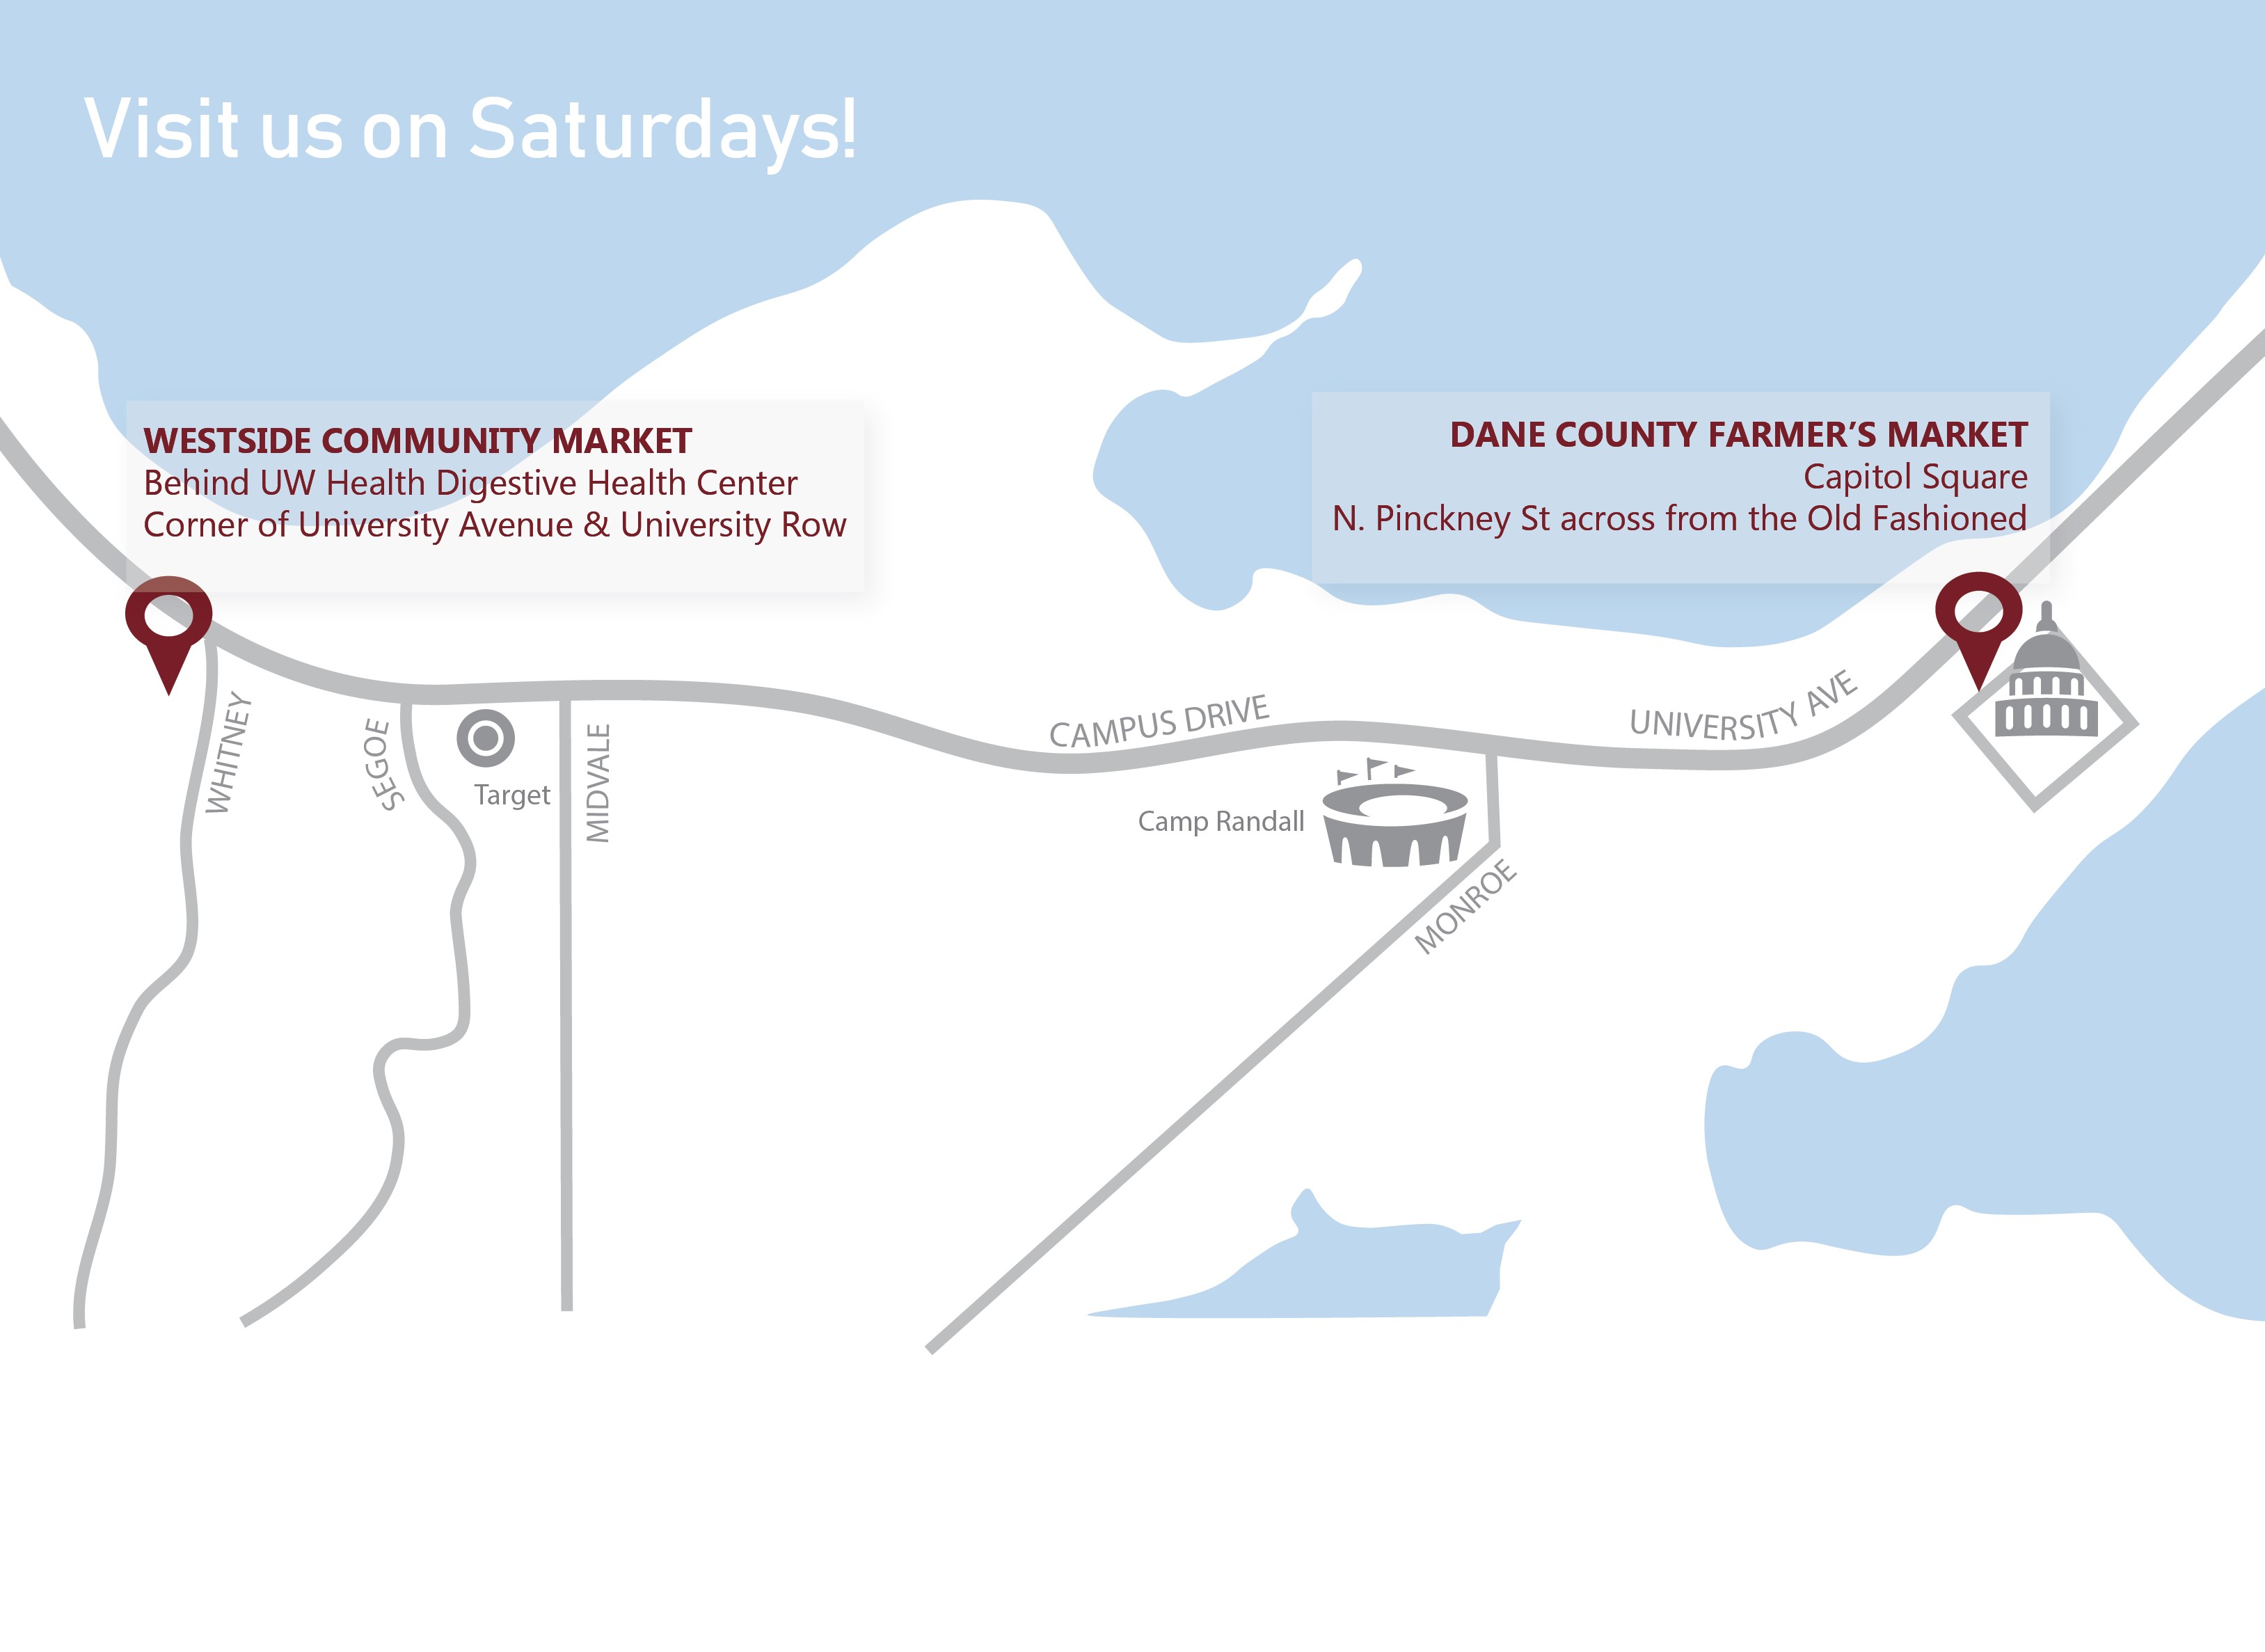 Visit us on Saturdays!
WESTSIDE COMMUNITY MARKET
Behind UW Health Digestive Health Center
Corner of University Avenue & University Row
DANE COUNTY FARMER’S MARKET
Capitol Square
N. Pinckney St across from the Old Fashioned
WHITNEY
SEGOE
Target
MIDVALE
CAMPUS DRIVE
UNIVERSITY AVE
Camp Randall
MONROE